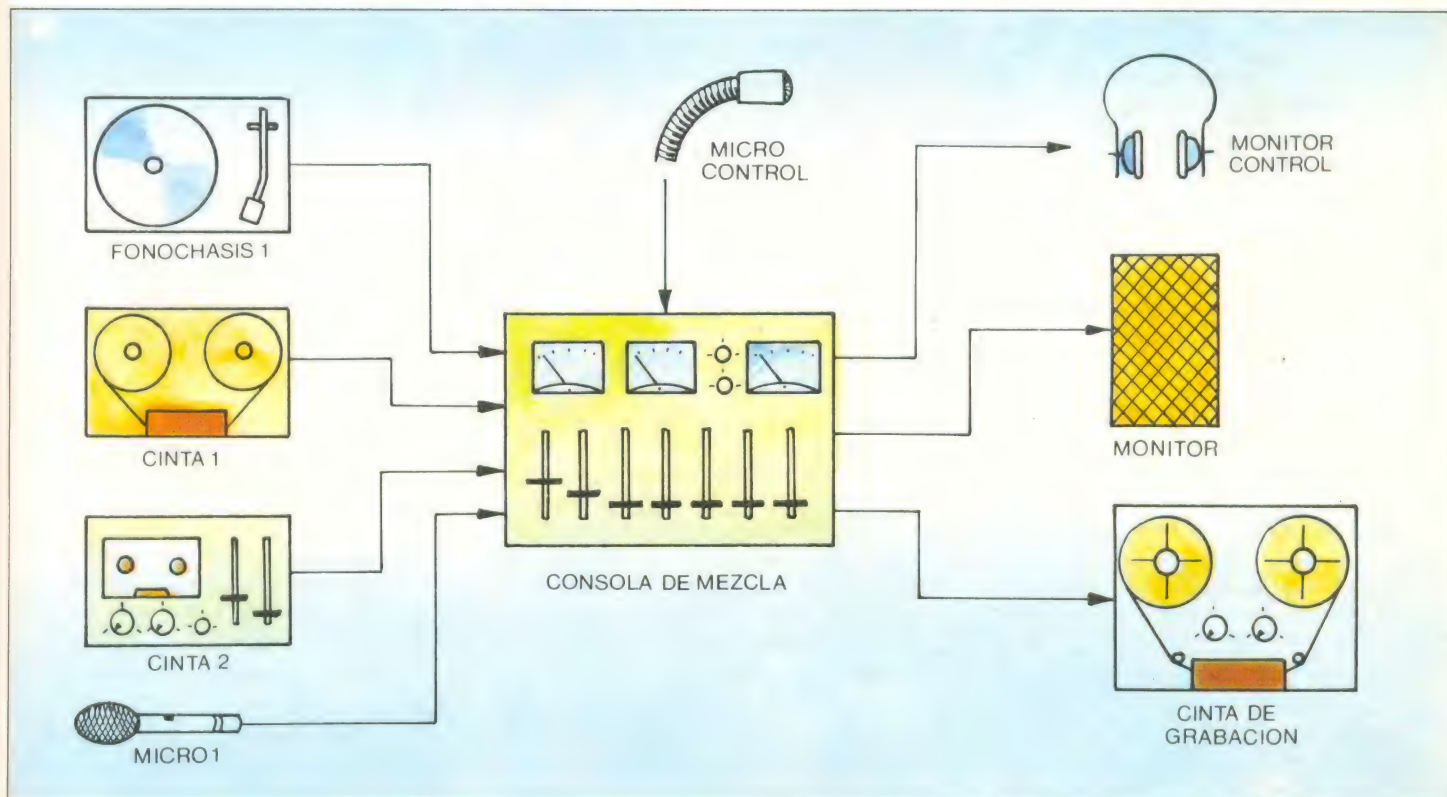 FONOCHASIS 1
CINTA 1
CINTA 2
MICRO 1
MICRO
CONTROL
CONSOLA DE MEZCLA
MONITOR
CONTROL
MONITOR
CINTA DE
GRABACION